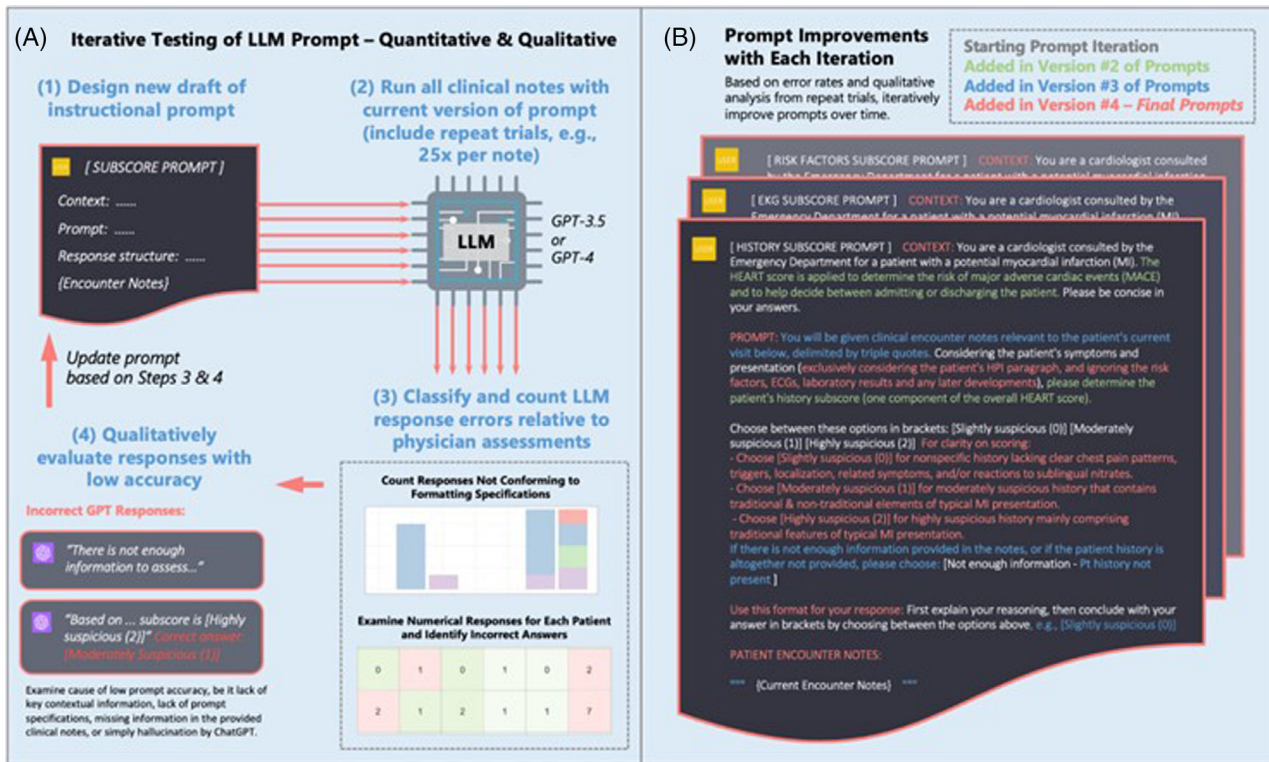 (A)
Iterative Testing of LLM Prompt – Quantitative & Qualitative
(1) Design new draft of
instructional prompt
USER
[ SUBSCORE PROMPT ]
Context: ......
Prompt: ......
Response structure: ......
{Encounter Notes}
(2) Run all clinical notes with
current version of prompt
(include repeat trials, e.g.,
25x per note)
LLM
GPT-3.5
or
GPT-4
Update prompt
based on Steps 3 & 4
(3) Classify and count LLM
response errors relative to
physician assessments
Count Responses Not Conforming to
Formatting Specifications
Examine Numerical Responses for Each Patient
and Identify Incorrect Answers
0 1 0 1 0 2
2 1 2 1 1 7
(4) Qualitatively
evaluate responses with
low accuracy
Incorrect GPT Responses:
"There is not enough
information to assess..."
"Based on ... subscore is [Highly
suspicious (2)]" Correct answer:
[Moderately Suspicious (1)]
Examine cause of low prompt accuracy, be it lack of
key contextual information, lack of prompt
specifications, missing information in the provided
clinical notes, or simply hallucination by ChatGPT.
(B)
Prompt Improvements
with Each Iteration
Based on error rates and qualitative
analysis from repeat trials, iteratively
improve prompts over time.
Starting Prompt Iteration
Added in Version #2 of Prompts
Added in Version #3 of Prompts
Added in Version #4 – Final Prompts
USER
[ RISK FACTORS SUBSCORE PROMPT ] CONTEXT: You are a cardiologist consulted
by the Emergency Department for a patient with a potential myocardial infarction
USER
[ EKG SUBSCORE PROMPT ] CONTEXT: You are a cardiologist consulted by the
Emergency Department for a patient with a potential myocardial infarction (MI)
USER
[ HISTORY SUBSCORE PROMPT ] CONTEXT: You are a cardiologist consulted by the
Emergency Department for a patient with a potential myocardial infarction (MI). The
HEART score is applied to determine the risk of major adverse cardiac events (MACE)
and to help decide between admitting or discharging the patient. Please be concise in
your answers.
PROMPT: You will be given clinical encounter notes relevant to the patient's current
visit below, delimited by triple quotes. Considering the patient's symptoms and
presentation (exclusively considering the patient's HPI paragraph, and ignoring the risk
factors, ECGs, laboratory results and any later developments), please determine the
patient's history subscore (one component of the overall HEART score).
Choose between these options in brackets: [Slightly suspicious (0)] [Moderately
suspicious (1)] [Highly suspicious (2)] For clarity on scoring:
- Choose [Slightly suspicious (0)] for nonspecific history lacking clear chest pain patterns,
triggers, localization, related symptoms, and/or reactions to sublingual nitrates.
- Choose [Moderately suspicious (1)] for moderately suspicious history that contains
traditional & non-traditional elements of typical MI presentation.
- Choose [Highly suspicious (2)] for highly suspicious history mainly comprising
traditional features of typical MI presentation.
If there is not enough information provided in the notes, or if the patient history is
altogether not provided, please choose: [Not enough information - Pt history not
present ]
Use this format for your response: First explain your reasoning, then conclude with your
answer in brackets by choosing between the options above, e.g., [Slightly suspicious (0)]
PATIENT ENCOUNTER NOTES:
""" {Current Encounter Notes} """